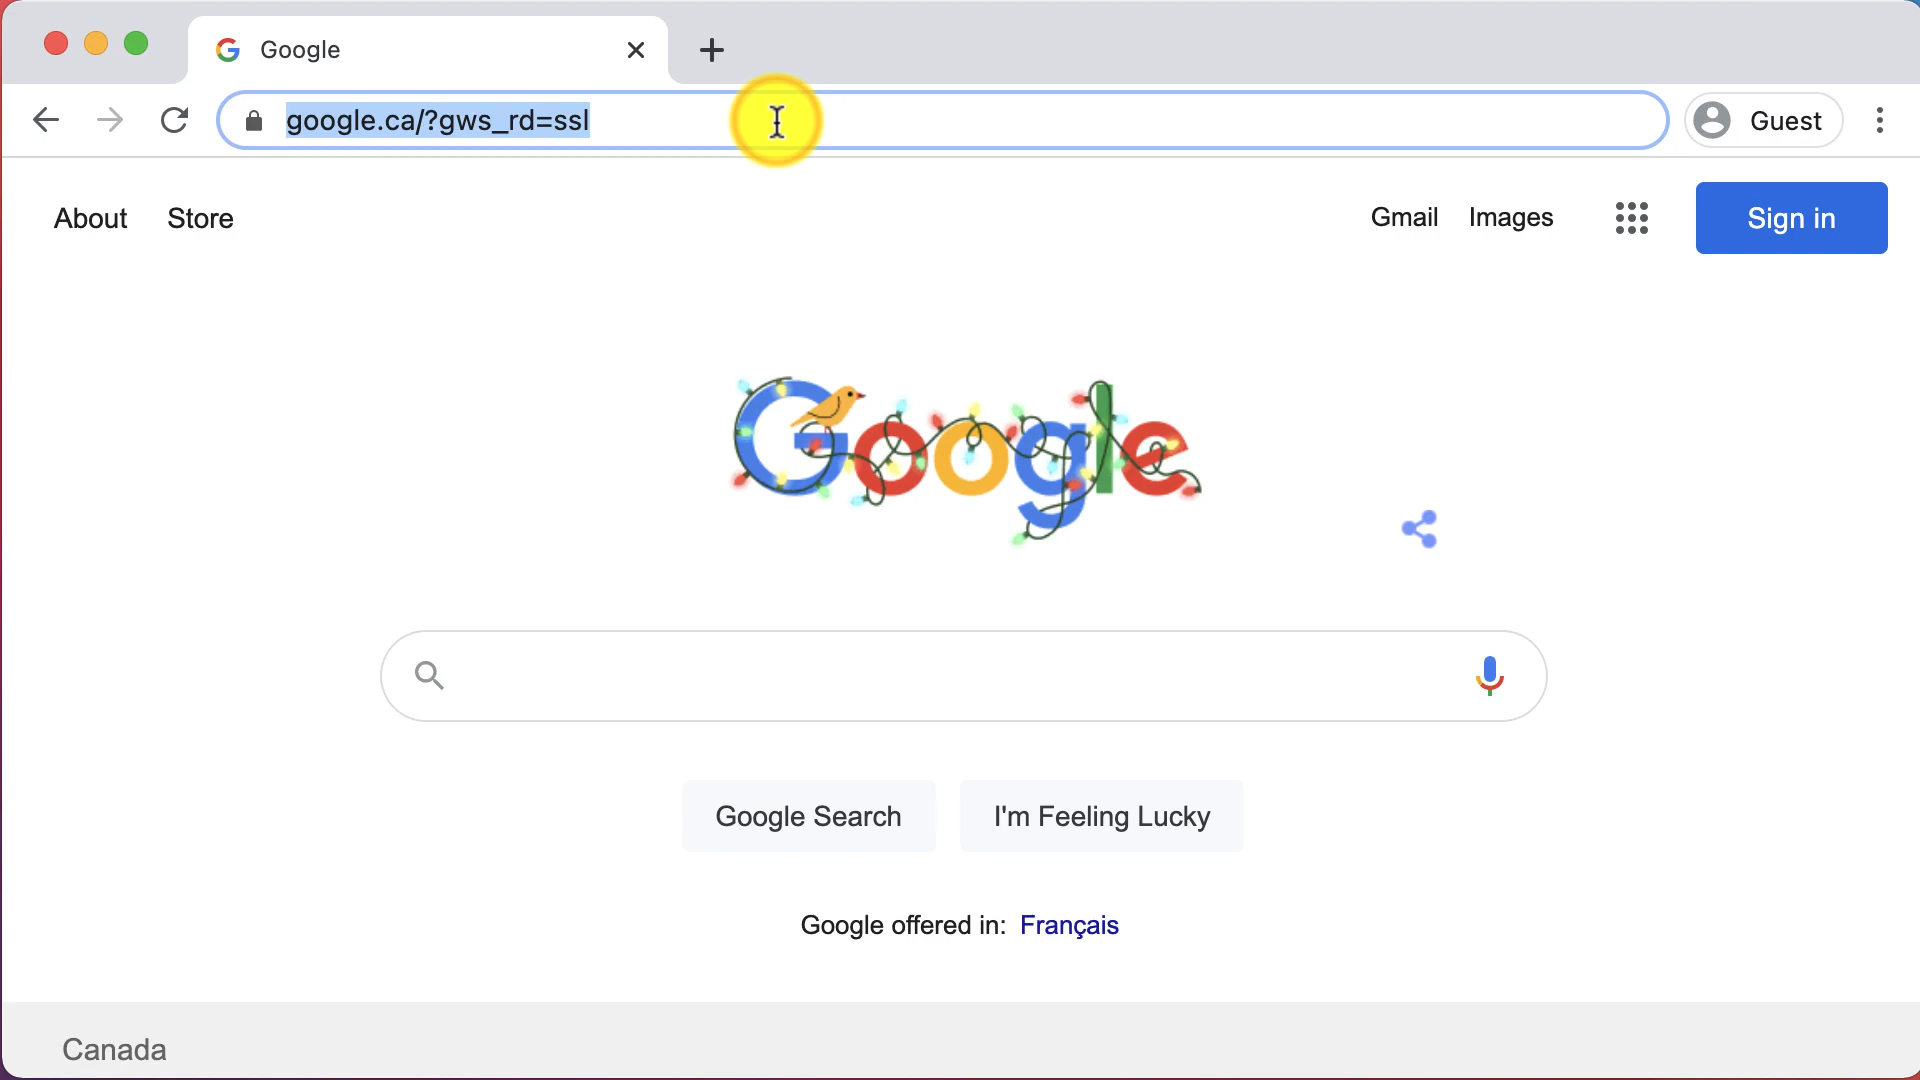 Google
google.ca/?gws_rd=ssl
Guest
About Store
Gmail Images
Sign in
Google
Google Search
I'm Feeling Lucky
Google offered in: Français
Canada